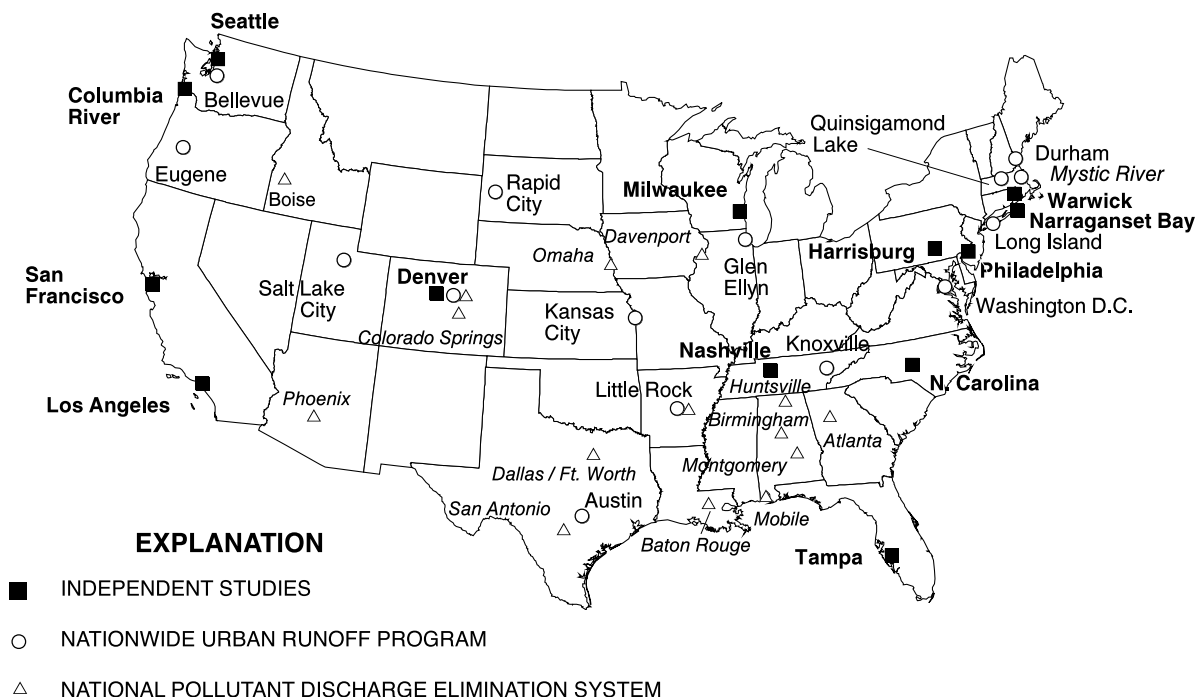 Seattle
Columbia
River
Bellevue
Eugene
Boise
Rapid
City
Milwaukee
Quinsigamond
Lake
Durham
Mystic River
Warwick
Narraganset Bay
Long Island
Harrisburg
Philadelphia
Washington D.C.
Omaha
Davenport
Glen
Ellyn
San
Francisco
Salt Lake
City
Denver
Colorado Springs
Kansas
City
Nashville
Knoxville
N. Carolina
Los Angeles
Phoenix
Little Rock
Huntsville
Birmingham
Atlanta
Montgomery
Dallas / Ft. Worth
San Antonio
Austin
Baton Rouge
Mobile
Tampa
EXPLANATION
INDEPENDENT STUDIES
NATIONWIDE URBAN RUNOFF PROGRAM
NATIONAL POLLUTANT DISCHARGE ELIMINATION SYSTEM